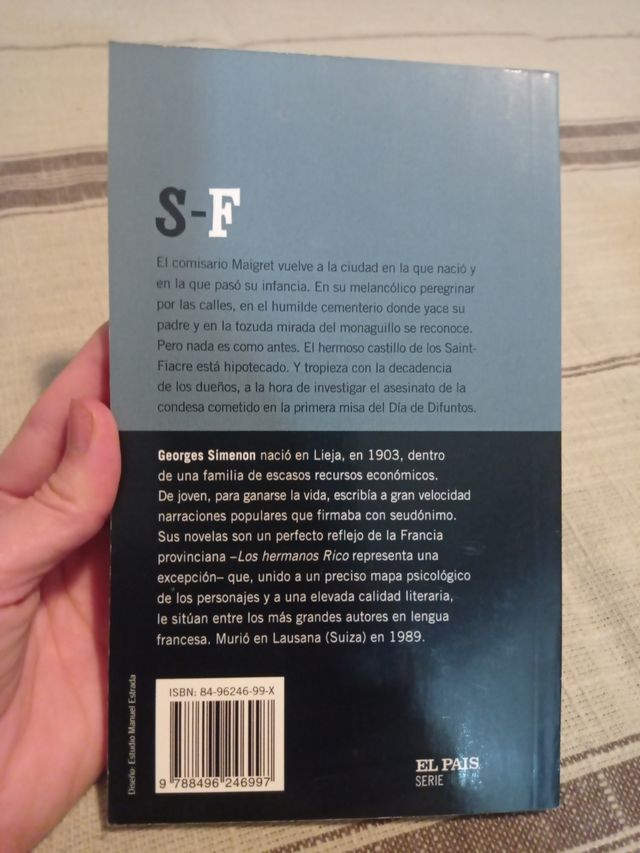 S-F
El comisario Maigret vuelve a la ciudad en la que nació y
en la que pasó su infancia. En su melancólico peregrinar
por las calles, en el humilde cementerio donde yace su
padre y en la tozuda mirada del monaguillo se reconoce.
Pero nada es como antes. El hermoso castillo de los Saint-
Fiacre está hipotecado. Y tropieza con la decadencia
de los dueños, a la hora de investigar el asesinato de la
condesa cometido en la primera misa del Día de Difuntos.
Georges Simenon nació en Lieja, en 1903, dentro
de una familia de escasos recursos económicos.
De joven, para ganarse la vida, escribía a gran velocidad
narraciones populares que firmaba con seudónimo.
Sus novelas son un perfecto reflejo de la Francia
provinciana –Los hermanos Rico representa una
excepción– que, unido a un preciso mapa psicológico
de los personajes y a una elevada calidad literaria,
le sitúan entre los más grandes autores en lengua
francesa. Murió en Lausana (Suiza) en 1989.
Diseño: Estudio Manuel Estrada
ISBN: 84-96246-99-X
9 788496 246997
EL PAIS
SERIE